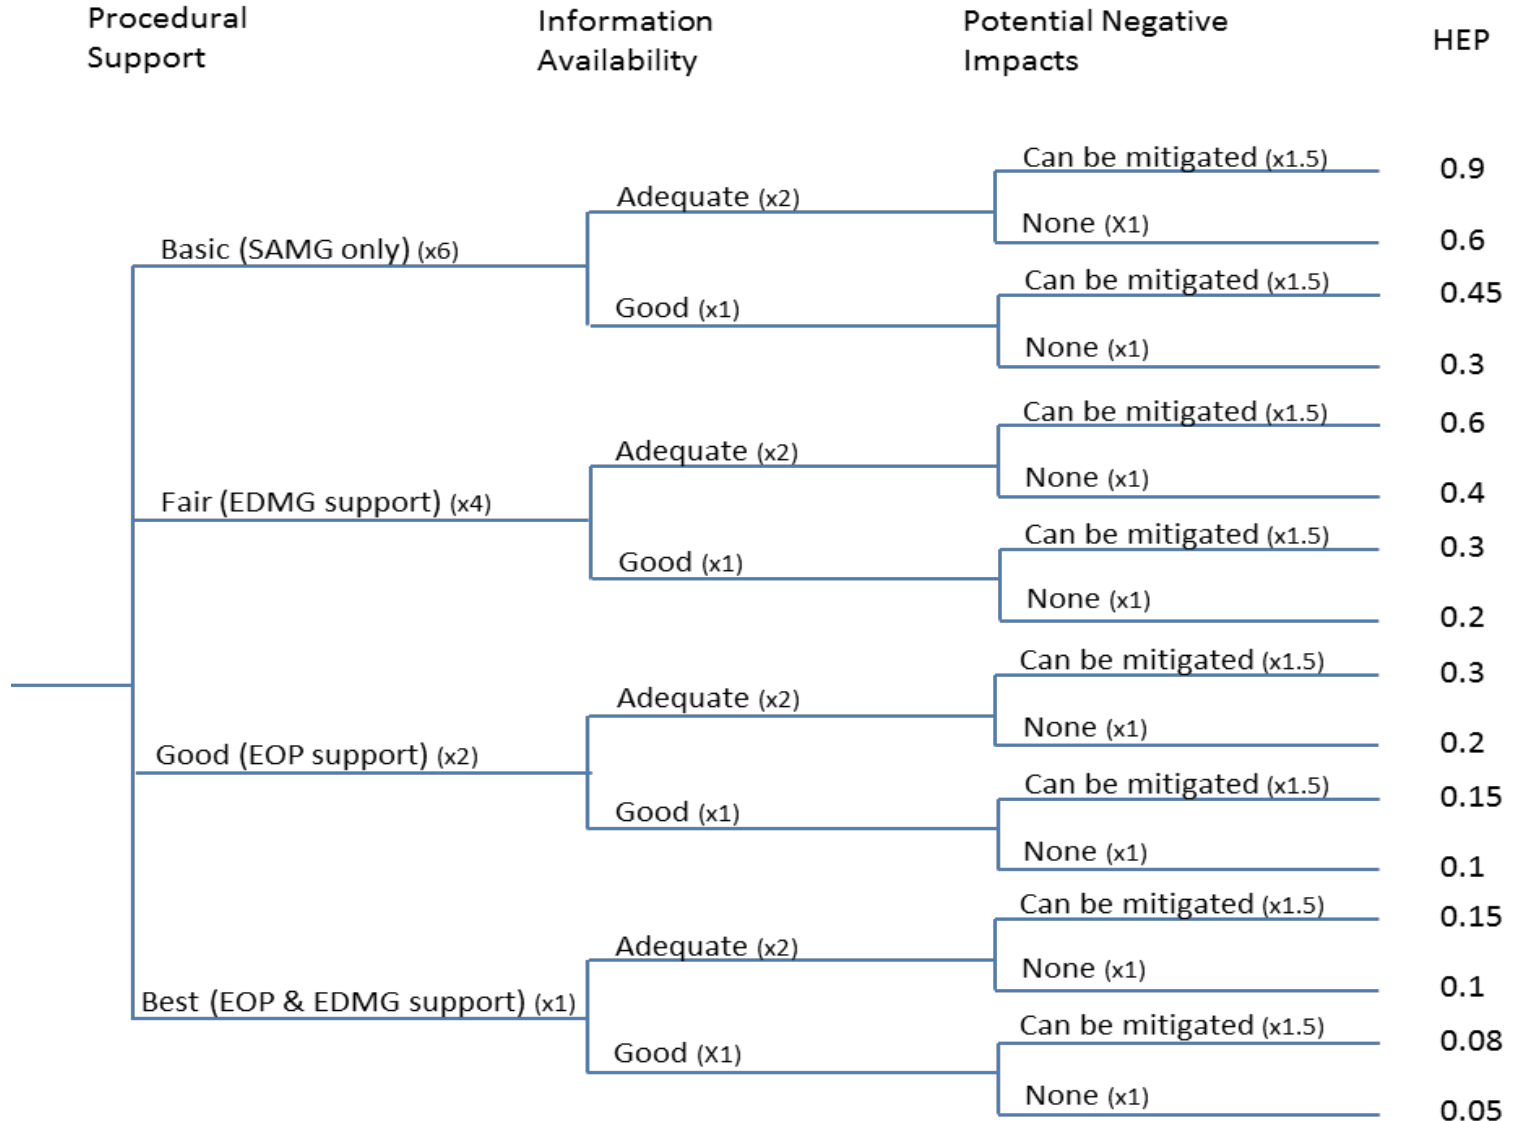 Procedural
Support
Information
Availability
Potential Negative
Impacts
HEP
Can be mitigated (x1.5)
0.9
Adequate (x2)
None (X1)
0.6
Basic (SAMG only) (x6)
Can be mitigated (x1.5)
0.45
Good (x1)
None (x1)
0.3
Can be mitigated (x1.5)
0.6
Adequate (x2)
None (x1)
0.4
Fair (EDMG support) (x4)
Can be mitigated (x1.5)
0.3
Good (x1)
None (x1)
0.2
Can be mitigated (x1.5)
0.3
Adequate (x2)
None (x1)
0.2
Good (EOP support) (x2)
Can be mitigated (x1.5)
0.15
Good (x1)
None (x1)
0.1
Can be mitigated (x1.5)
0.15
Adequate (x2)
None (x1)
0.1
Best (EOP & EDMG support) (x1)
Can be mitigated (x1.5)
0.08
Good (X1)
None (x1)
0.05